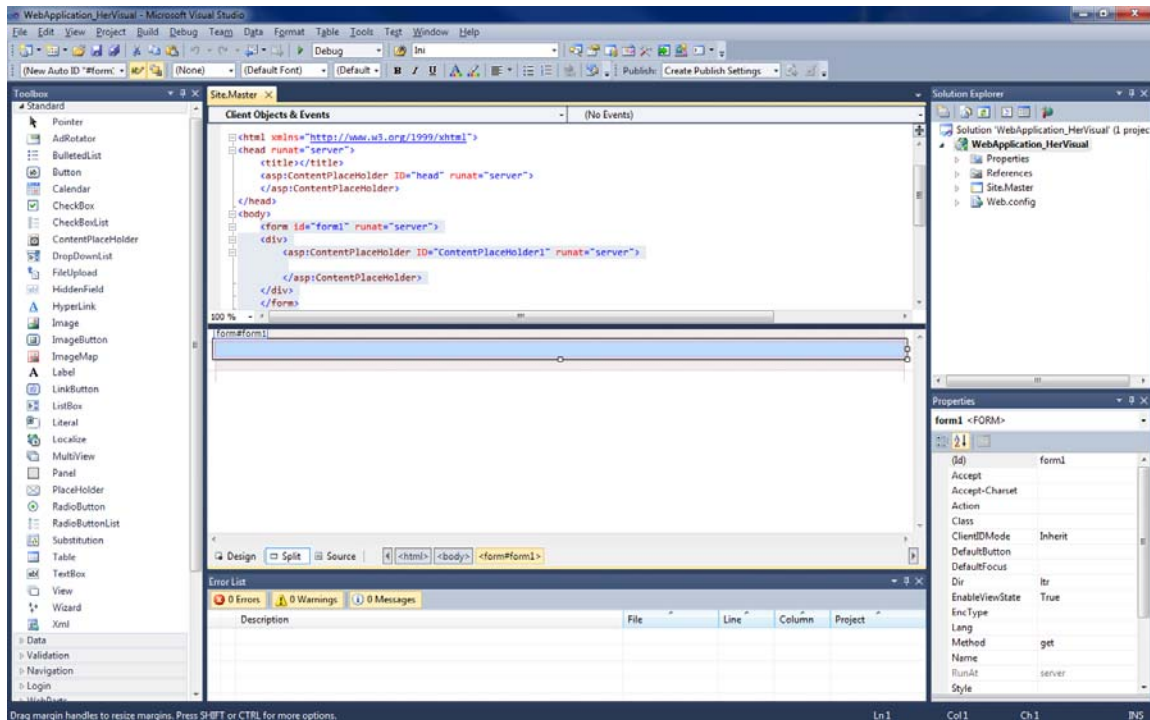 WebApplication_HerVisual - Microsoft Visual Studio
File Edit View Project Build Debug Team Data Format Table Tools Test Window Help
Debug Ini
(New Auto ID "#form: (None) (Default Font) (Default B I U A Publish: Create Publish Settings
Toolbox
Standard
Pointer
AdRotator
BulletedList
Button
Calendar
CheckBox
CheckBoxList
ContentPlaceHolder
DropDownList
FileUpload
HiddenField
HyperLink
Image
ImageButton
ImageMap
Label
LinkButton
ListBox
Literal
Localize
MultiView
Panel
PlaceHolder
RadioButton
RadioButtonList
Substitution
Table
TextBox
View
Wizard
Xml
Data
Validation
Navigation
Login
WebParts
Site.Master
Client Objects & Events (No Events)
<html xmlns="http://www.w3.org/1999/xhtml">
<head runat="server">
<title></title>
<asp:ContentPlaceHolder ID="head" runat="server">
</asp:ContentPlaceHolder>
</head>
<body>
<form id="form1" runat="server">
<div>
<asp:ContentPlaceHolder ID="ContentPlaceHolder1" runat="server">
</asp:ContentPlaceHolder>
</div>
</form>
100 %
form#form1
Design Split Source <html> <body> <form#form1>
Error List
0 Errors 0 Warnings 0 Messages
Description File Line Column Project
Solution Explorer
Solution 'WebApplication_HerVisual' (1 projec
WebApplication_HerVisual
Properties
References
Site.Master
Web.config
Properties
form1 <FORM>
(Id) form1
Accept
Accept-Charset
Action
Class
ClientIDMode Inherit
DefaultButton
DefaultFocus
Dir ltr
EnableViewState True
EncType
Lang
Method get
Name
RunAt server
Style
Drag margin handles to resize margins. Press SHIFT or CTRL for more options. Ln 1 Col 1 Ch 1 INS